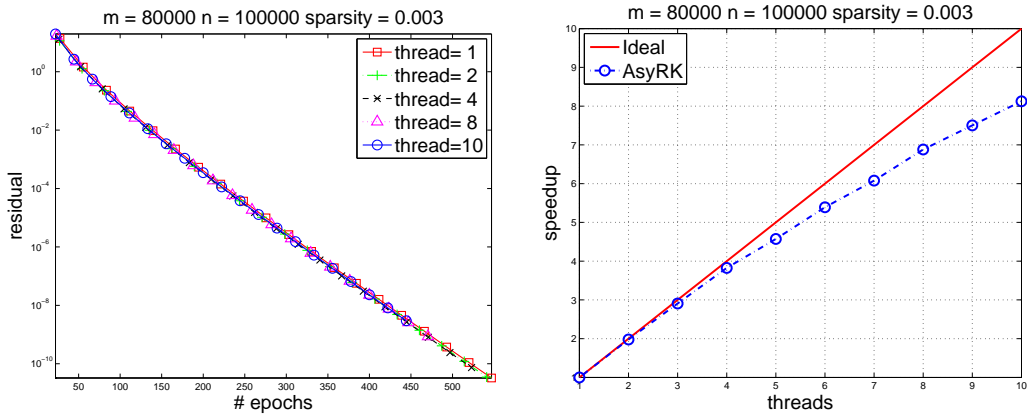 m = 80000 n = 100000 sparsity = 0.003
thread= 1
thread= 2
thread= 4
thread= 8
thread=10
10^0
10^-2
10^-4
10^-6
10^-8
10^-10
residual
50 100 150 200 250 300 350 400 450 500
# epochs
m = 80000 n = 100000 sparsity = 0.003
Ideal
AsyRK
10
9
8
7
6
5
4
3
2
1
speedup
1 2 3 4 5 6 7 8 9 10
threads